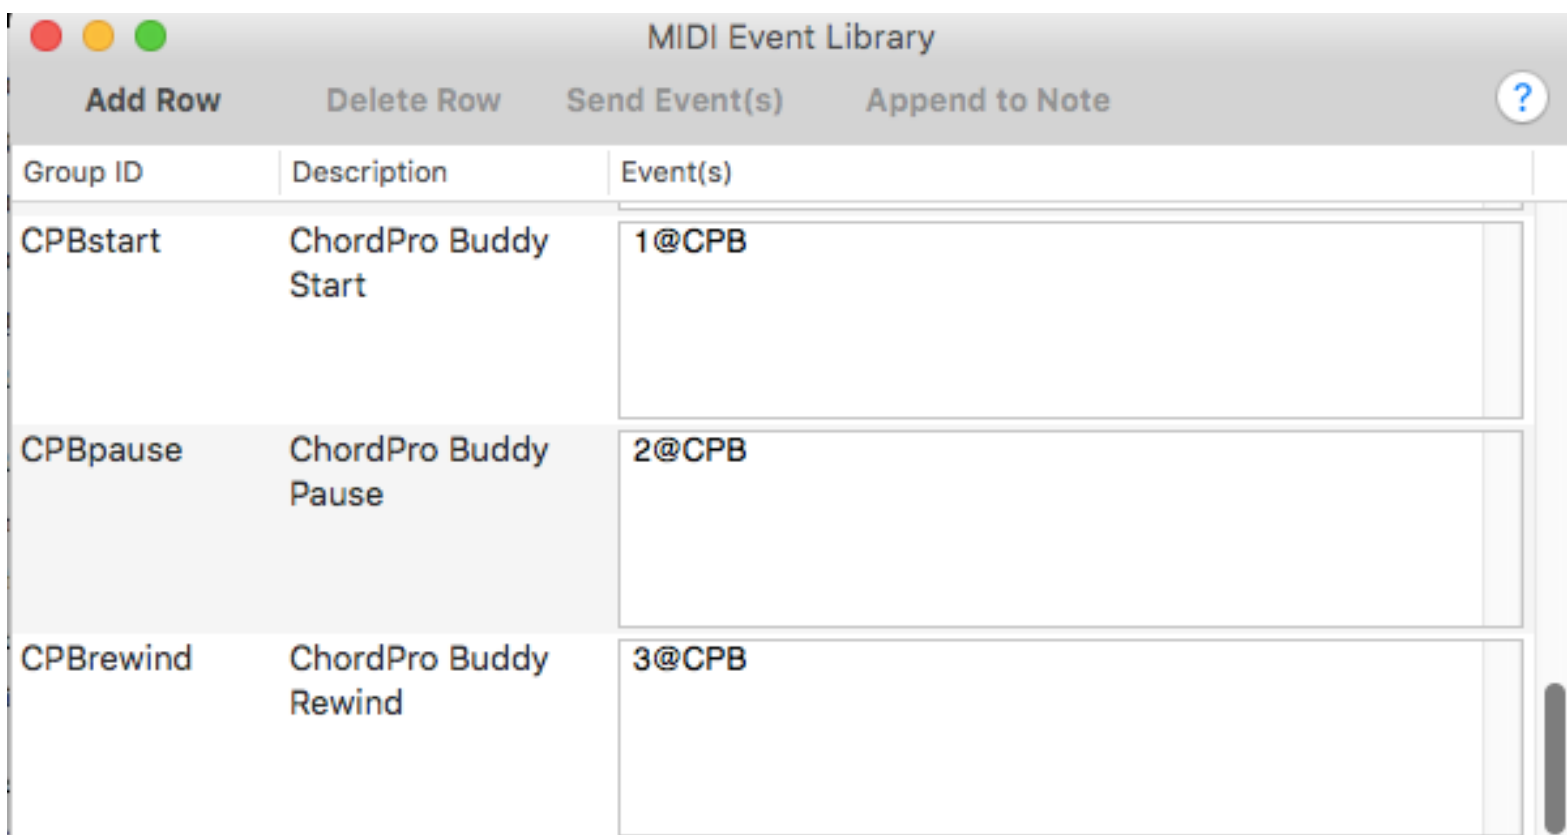 MIDI Event Library
Add Row Delete Row Send Event(s) Append to Note ?
Group ID Description Event(s)
CPBstart ChordPro Buddy 1@CPB
Start
CPBpause ChordPro Buddy 2@CPB
Pause
CPBrewind ChordPro Buddy 3@CPB
Rewind